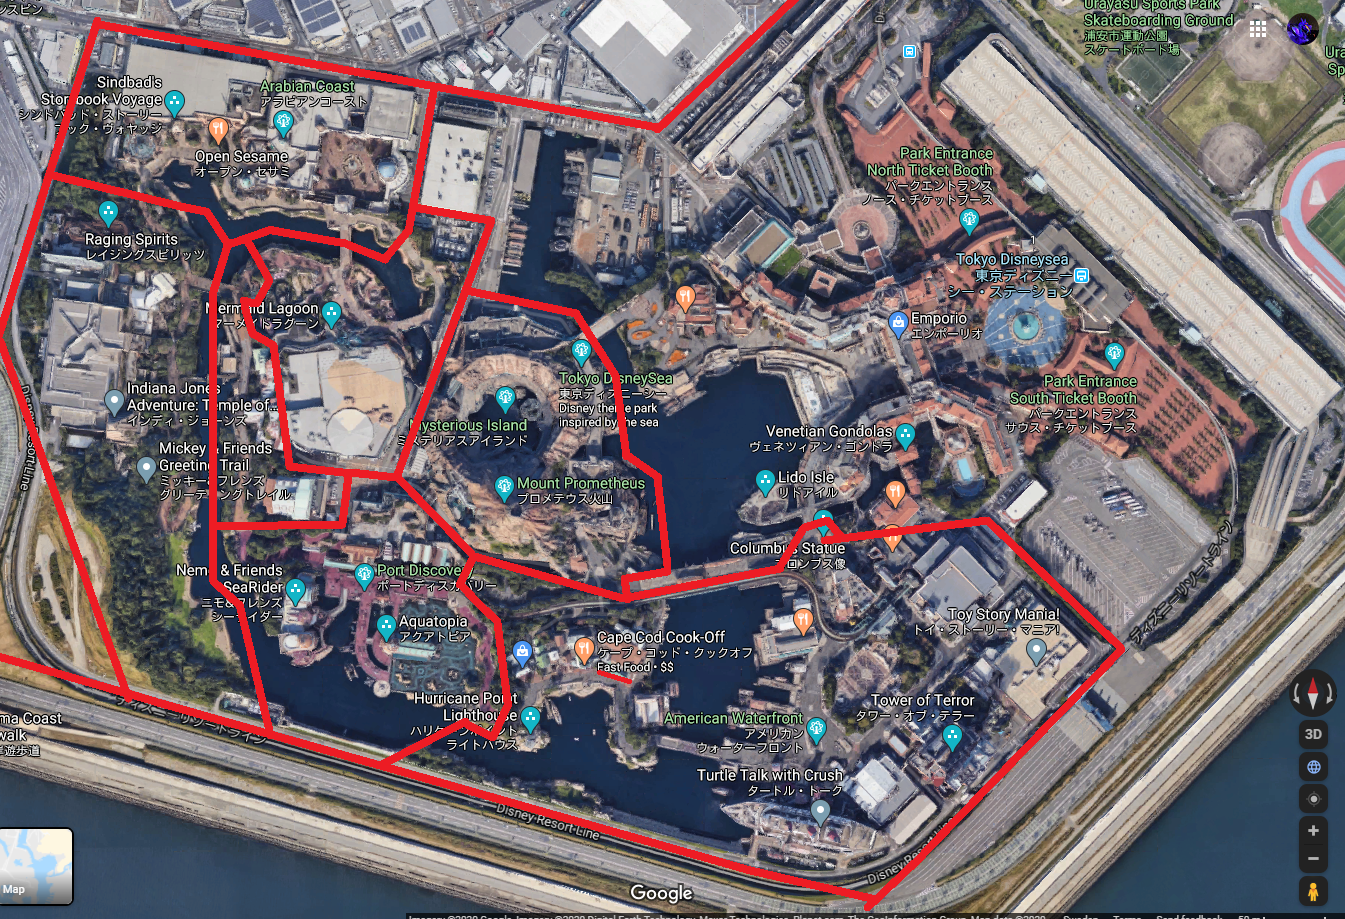 Urayasu Sports Park
Skateboarding Ground
浦安市運動公園
スケートボード場
Sindbad's
Storybook Voyage
シンドバッド・ストーリー
ブック・ヴォヤッジ
Arabian Coast
アラビアンコースト
Open Sesame
オープン・セサミ
Park Entrance
North Ticket Booth
パークエントランス
ノース・チケットブース
Raging Spirits
レイジングスピリッツ
Tokyo Disneysea
東京ディズニー
シー・ステーション
Mermaid Lagoon
マーメイドラグーン
Emporio
エンポーリオ
Tokyo DisneySea
東京ディズニーシー
Disney theme park
inspired by the sea
Park Entrance
South Ticket Booth
パークエントランス
サウス・チケットブース
Indiana Jones
Adventure: Temple of...
インディ・ジョーンズ
Mysterious Island
ミステリアスアイランド
Venetian Gondolas
ヴェネツィアン・ゴンドラ
Mickey & Friends
Greeting Trail
ミッキー&フレンズ
グリーティングトレイル
Mount Prometheus
プロメテウス火山
Lido Isle
リドアイル
Disney Resort Line
Columbus Statue
コロンブス像
ディズニーリゾートライン
Nemo & Friends
SeaRider
ニモ&フレンズ
シーライダー
Port Discovery
ポートディスカバリー
Aquatopia
アクアトピア
Cape Cod Cook-Off
ケープ・コッド・クックオフ
Fast Food • $$
Toy Story Mania!
トイ・ストーリー・マニア!
Hurricane Point
Lighthouse
ハリケーンポイント
ライトハウス
American Waterfront
アメリカン
ウォーターフロント
Tower of Terror
タワー・オブ・テラー
ディズニーリゾートライン
Turtle Talk with Crush
タートル・トーク
Disney Resort Line
Disney Resort Line
3D
Map
Google